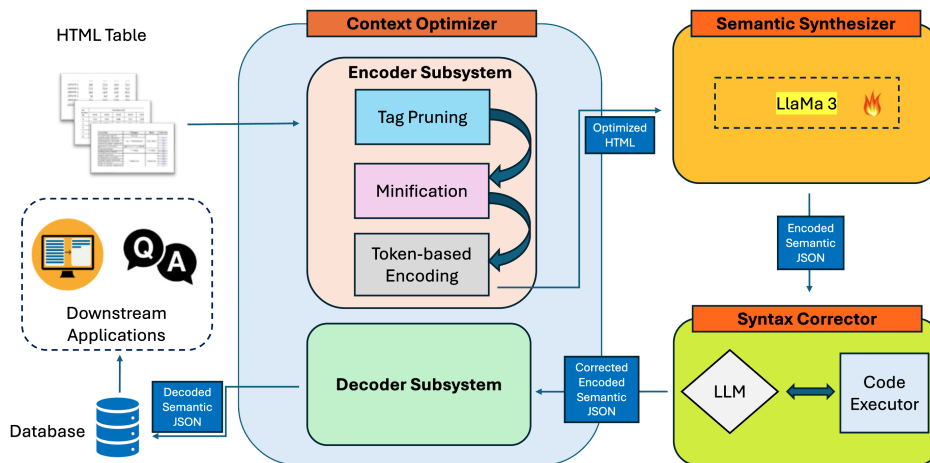 HTML Table
Context Optimizer
Encoder Subsystem
Tag Pruning
Minification
Token-based
Encoding
Optimized
HTML
Semantic Synthesizer
LlaMa 3
Encoded
Semantic
JSON
Syntax Corrector
LLM
Code
Executor
Corrected
Encoded
Semantic
JSON
Decoder Subsystem
Decoded
Semantic
JSON
Database
Downstream
Applications
Q
A